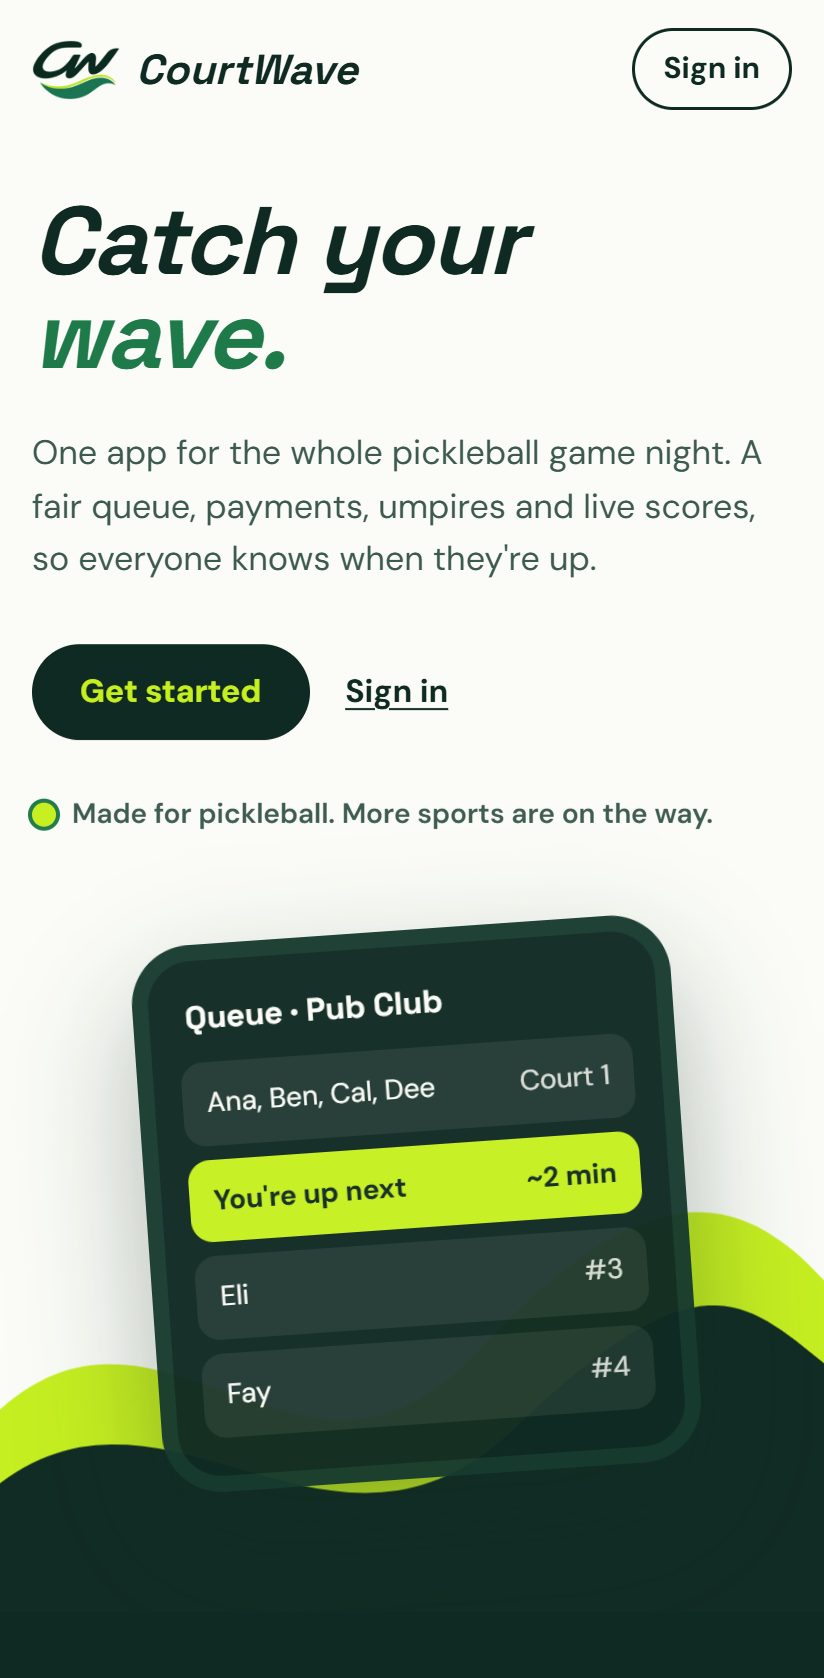 CW CourtWave
Sign in
Catch your
wave.
One app for the whole pickleball game night. A
fair queue, payments, umpires and live scores,
so everyone knows when they're up.
Get started
Sign in
Made for pickleball. More sports are on the way.
Queue · Pub Club
Ana, Ben, Cal, Dee Court 1
You're up next ~2 min
Eli #3
Fay #4